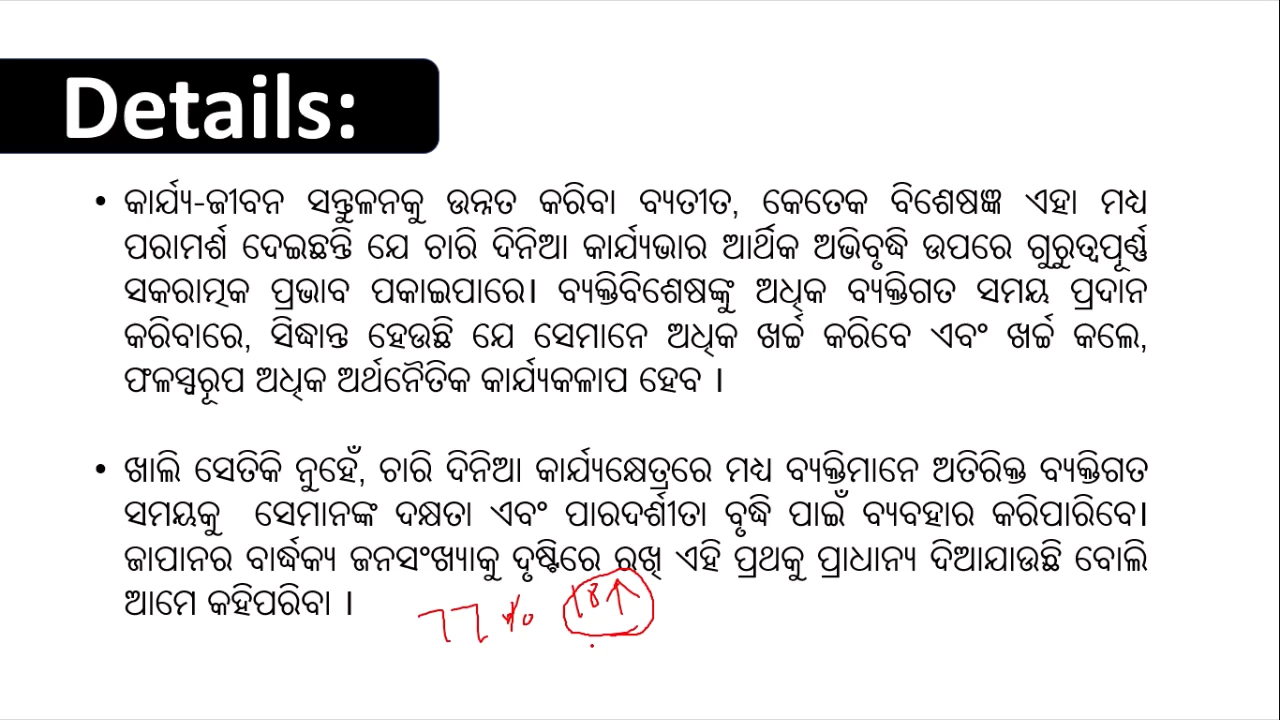 Details:
• କାର୍ଯ୍ୟ-ଜୀବନ ସନ୍ତୁଳନକୁ ଉନ୍ନତ କରିବା ବ୍ୟତୀତ, କେତେକ ବିଶେଷଜ୍ଞ ଏହା ମଧ୍ୟ
ପରାମର୍ଶ ଦେଇଛନ୍ତି ଯେ ଚାରି ଦିନିଆ କାର୍ଯ୍ୟଭାର ଆର୍ଥିକ ଅଭିବୃଦ୍ଧି ଉପରେ ଗୁରୁତ୍ୱପୂର୍ଣ୍ଣ
ସକରାତ୍ମକ ପ୍ରଭାବ ପକାଇପାରେ। ବ୍ୟକ୍ତିବିଶେଷଙ୍କୁ ଅଧିକ ବ୍ୟକ୍ତିଗତ ସମୟ ପ୍ରଦାନ
କରିବାରେ, ସିଦ୍ଧାନ୍ତ ହେଉଛି ଯେ ସେମାନେ ଅଧିକ ଖର୍ଚ୍ଚ କରିବେ ଏବଂ ଖର୍ଚ୍ଚ କଲେ,
ଫଳସ୍ୱରୂପ ଅଧିକ ଅର୍ଥନୈତିକ କାର୍ଯ୍ୟକଳାପ ହେବ ।
• ଖାଲି ସେତିକି ନୁହେଁ, ଚାରି ଦିନିଆ କାର୍ଯ୍ୟକ୍ଷେତ୍ରରେ ମଧ୍ୟ ବ୍ୟକ୍ତିମାନେ ଅତିରିକ୍ତ ବ୍ୟକ୍ତିଗତ
ସମୟକୁ ସେମାନଙ୍କ ଦକ୍ଷତା ଏବଂ ପାରଦର୍ଶୀତା ବୃଦ୍ଧି ପାଇଁ ବ୍ୟବହାର କରିପାରିବେ।
ଜାପାନର ବାର୍ଦ୍ଧକ୍ୟ ଜନସଂଖ୍ୟାକୁ ଦୃଷ୍ଟିରେ ରଖି ଏହି ପ୍ରଥକୁ ପ୍ରାଧାନ୍ୟ ଦିଆଯାଉଛି ବୋଲି
ଆମେ କହିପରିବା ।
77 % 18↑